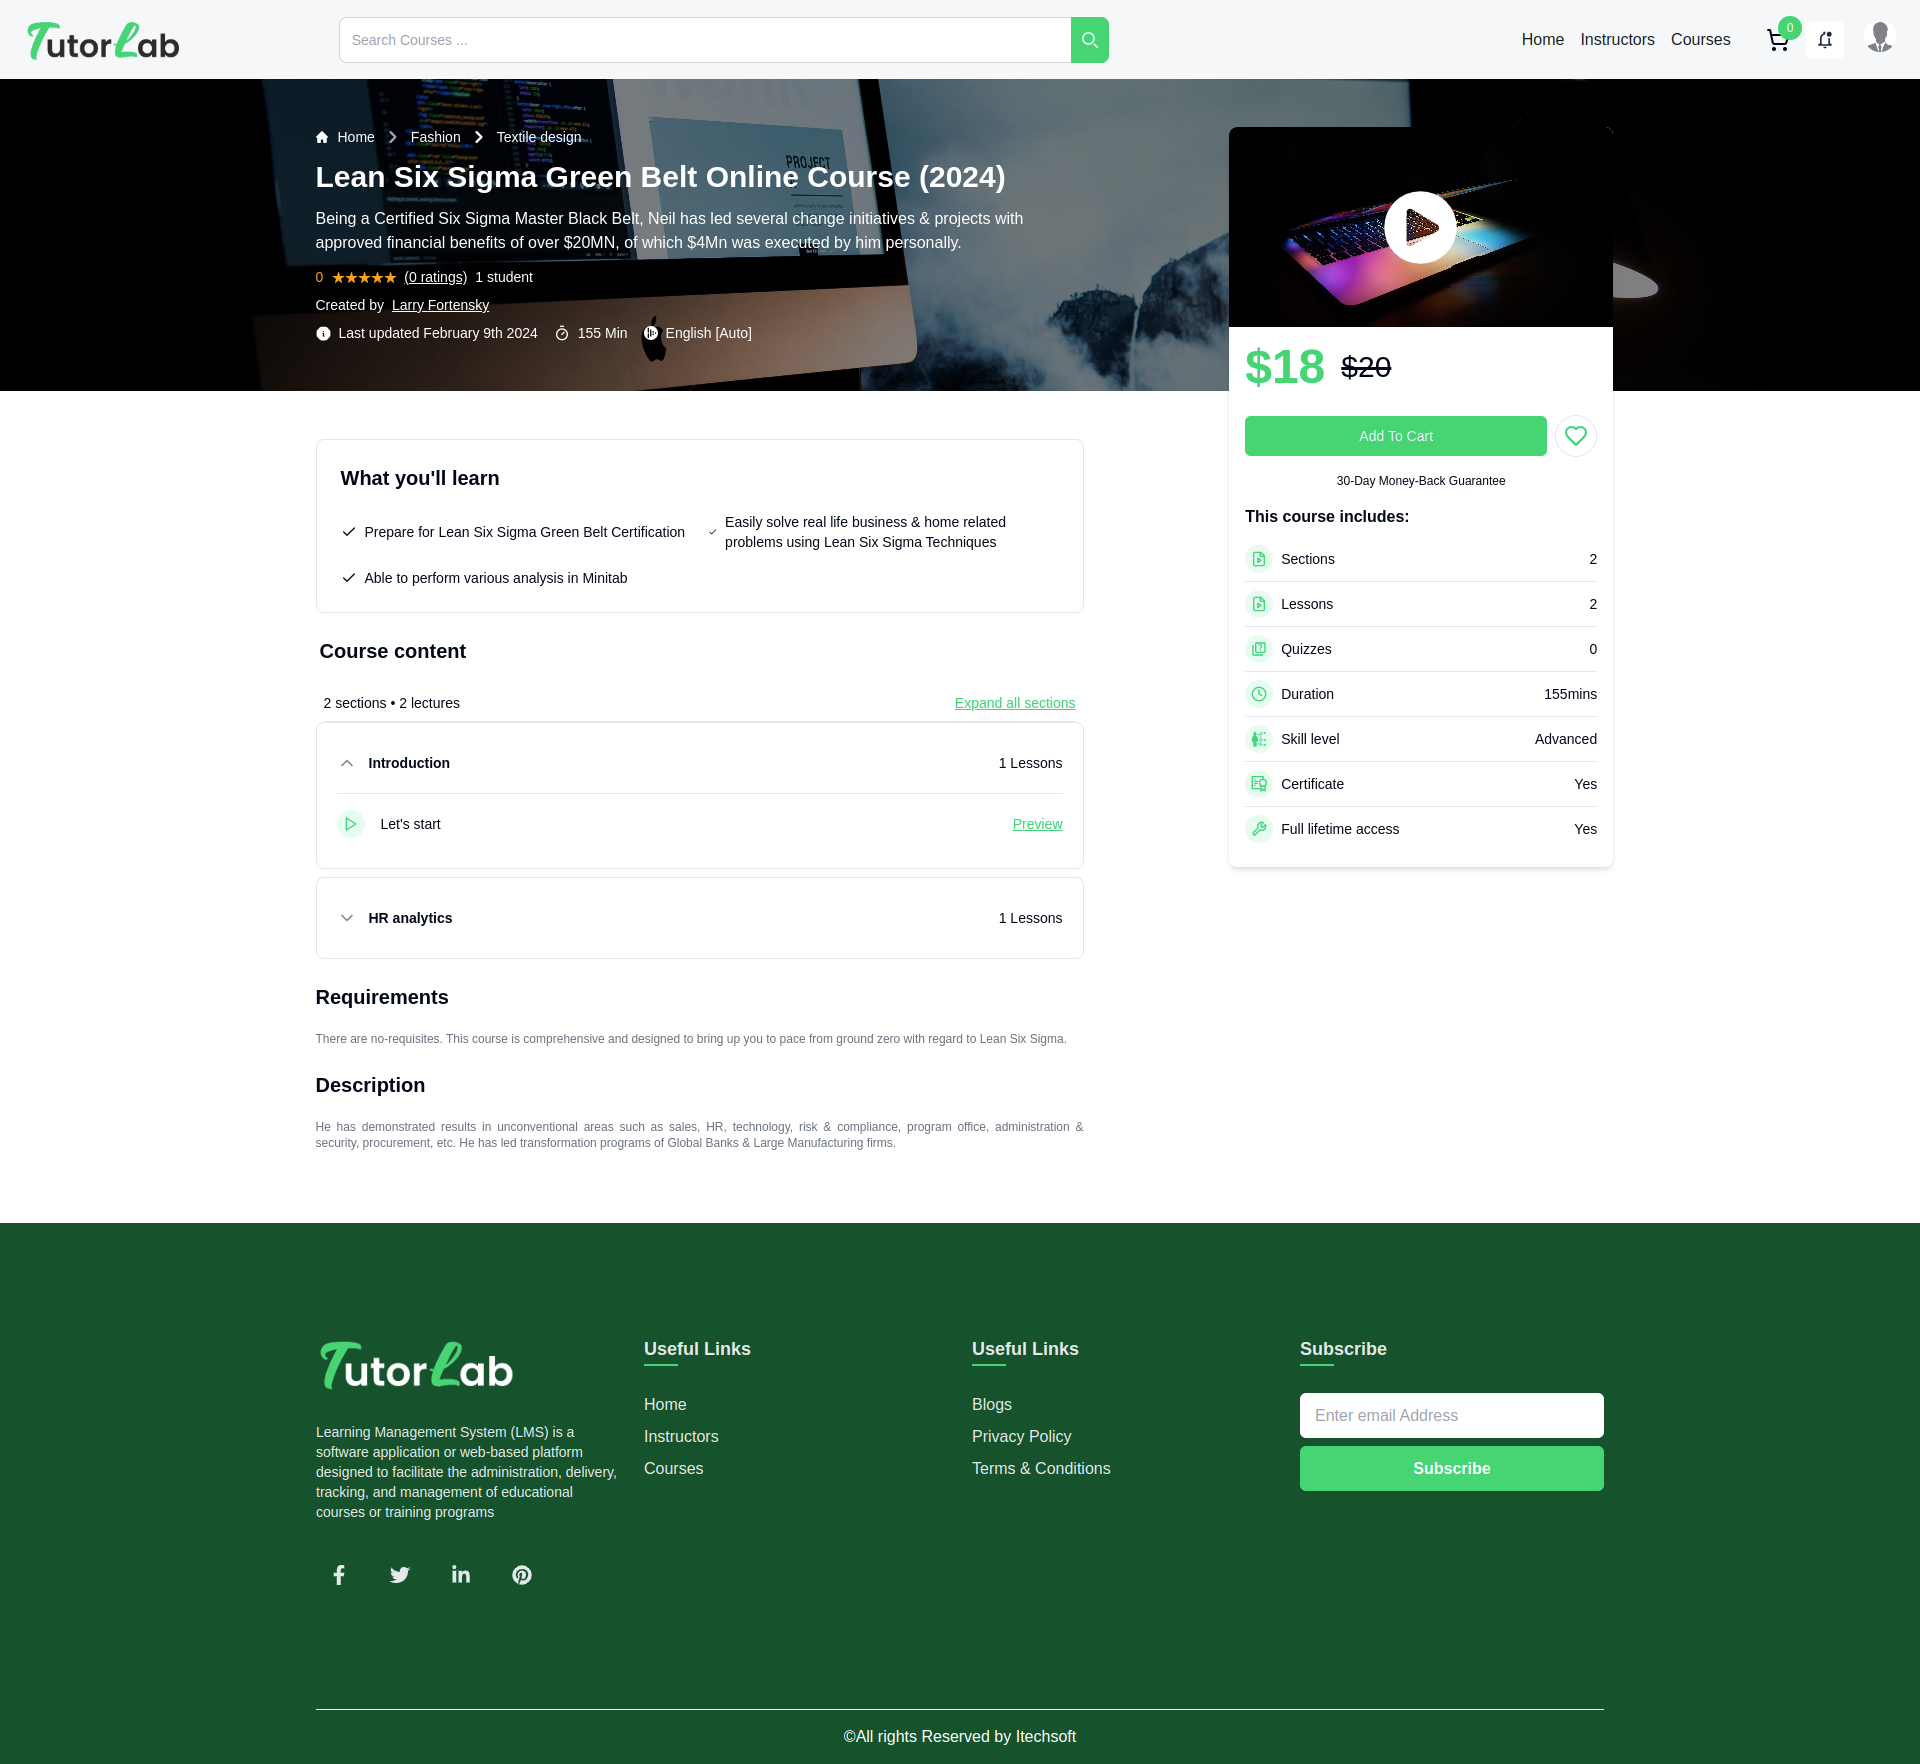 TutorLab
Search Courses ...
Home
Instructors
Courses
0
Home
Fashion
Textile design
PROJECT
Lean Six Sigma Green Belt Online Course (2024)
Being a Certified Six Sigma Master Black Belt, Neil has led several change initiatives & projects with
approved financial benefits of over $20MN, of which $4Mn was executed by him personally.
0 (0 ratings) 1 student
Created by Larry Fortensky
Last updated February 9th 2024 155 Min English [Auto]
$18 $20
Add To Cart
30-Day Money-Back Guarantee
This course includes:
Sections 2
Lessons 2
Quizzes 0
Duration 155mins
Skill level Advanced
Certificate Yes
Full lifetime access Yes
What you'll learn
Prepare for Lean Six Sigma Green Belt Certification
Easily solve real life business & home related
problems using Lean Six Sigma Techniques
Able to perform various analysis in Minitab
Course content
2 sections • 2 lectures
Expand all sections
Introduction 1 Lessons
Let's start Preview
HR analytics 1 Lessons
Requirements
There are no-requisites. This course is comprehensive and designed to bring up you to pace from ground zero with regard to Lean Six Sigma.
Description
He has demonstrated results in unconventional areas such as sales, HR, technology, risk & compliance, program office, administration &
security, procurement, etc. He has led transformation programs of Global Banks & Large Manufacturing firms.
TutorLab
Learning Management System (LMS) is a
software application or web-based platform
designed to facilitate the administration, delivery,
tracking, and management of educational
courses or training programs
Useful Links
Home
Instructors
Courses
Useful Links
Blogs
Privacy Policy
Terms & Conditions
Subscribe
Enter email Address
Subscribe
©All rights Reserved by Itechsoft